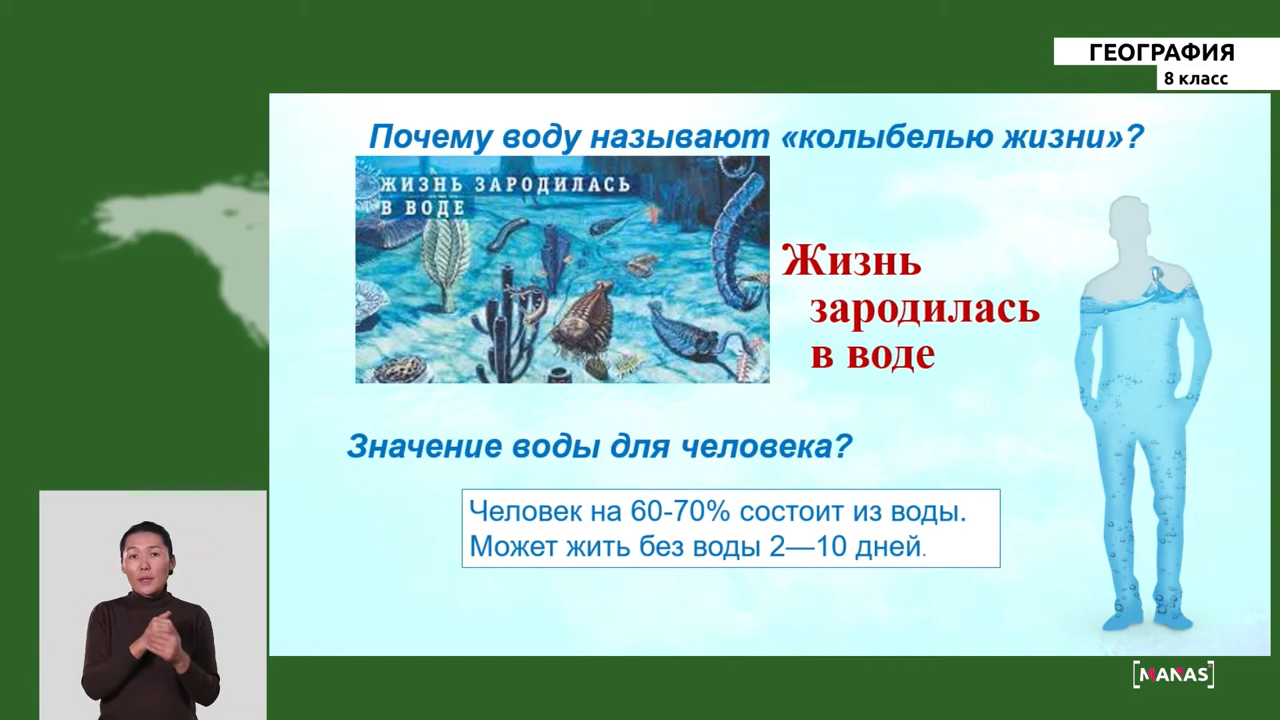 ГЕОГРАФИЯ
8 класс
Почему воду называют «колыбелью жизни»?
ЖИЗНЬ ЗАРОДИЛАСЬ
В ВОДЕ
Жизнь
зародилась
в воде
Значение воды для человека?
Человек на 60-70% состоит из воды.
Может жить без воды 2—10 дней.
[MANAS]